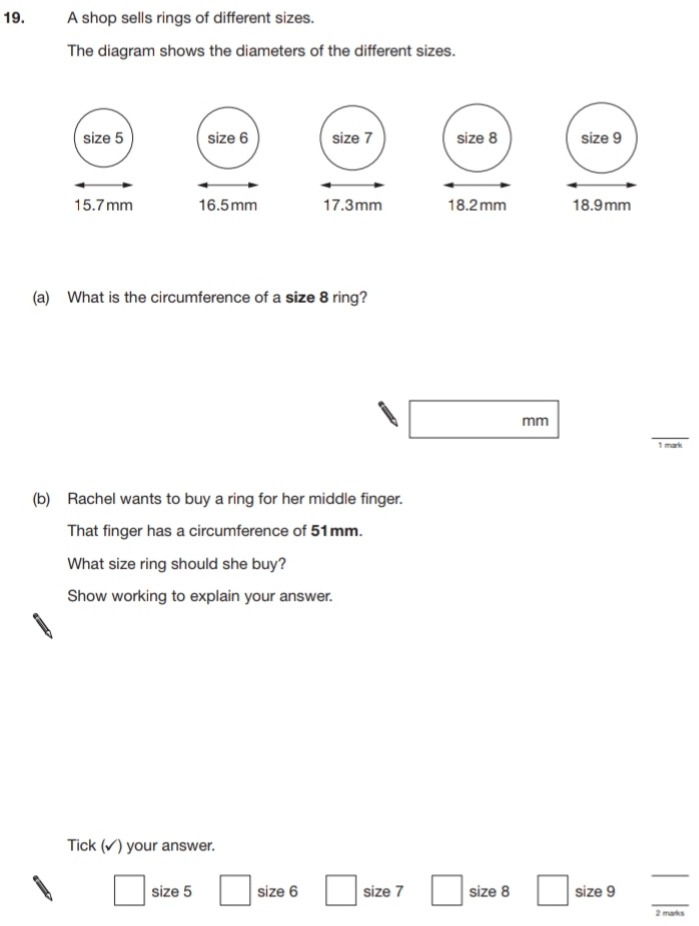 19. A shop sells rings of different sizes.
The diagram shows the diameters of the different sizes.
size 5 size 6 size 7 size 8 size 9
15.7mm 16.5mm 17.3mm 18.2mm 18.9mm
(a) What is the circumference of a size 8 ring?
mm
1 mark
(b) Rachel wants to buy a ring for her middle finger.
That finger has a circumference of 51mm.
What size ring should she buy?
Show working to explain your answer.
Tick (✓) your answer.
size 5 size 6 size 7 size 8 size 9
2 marks